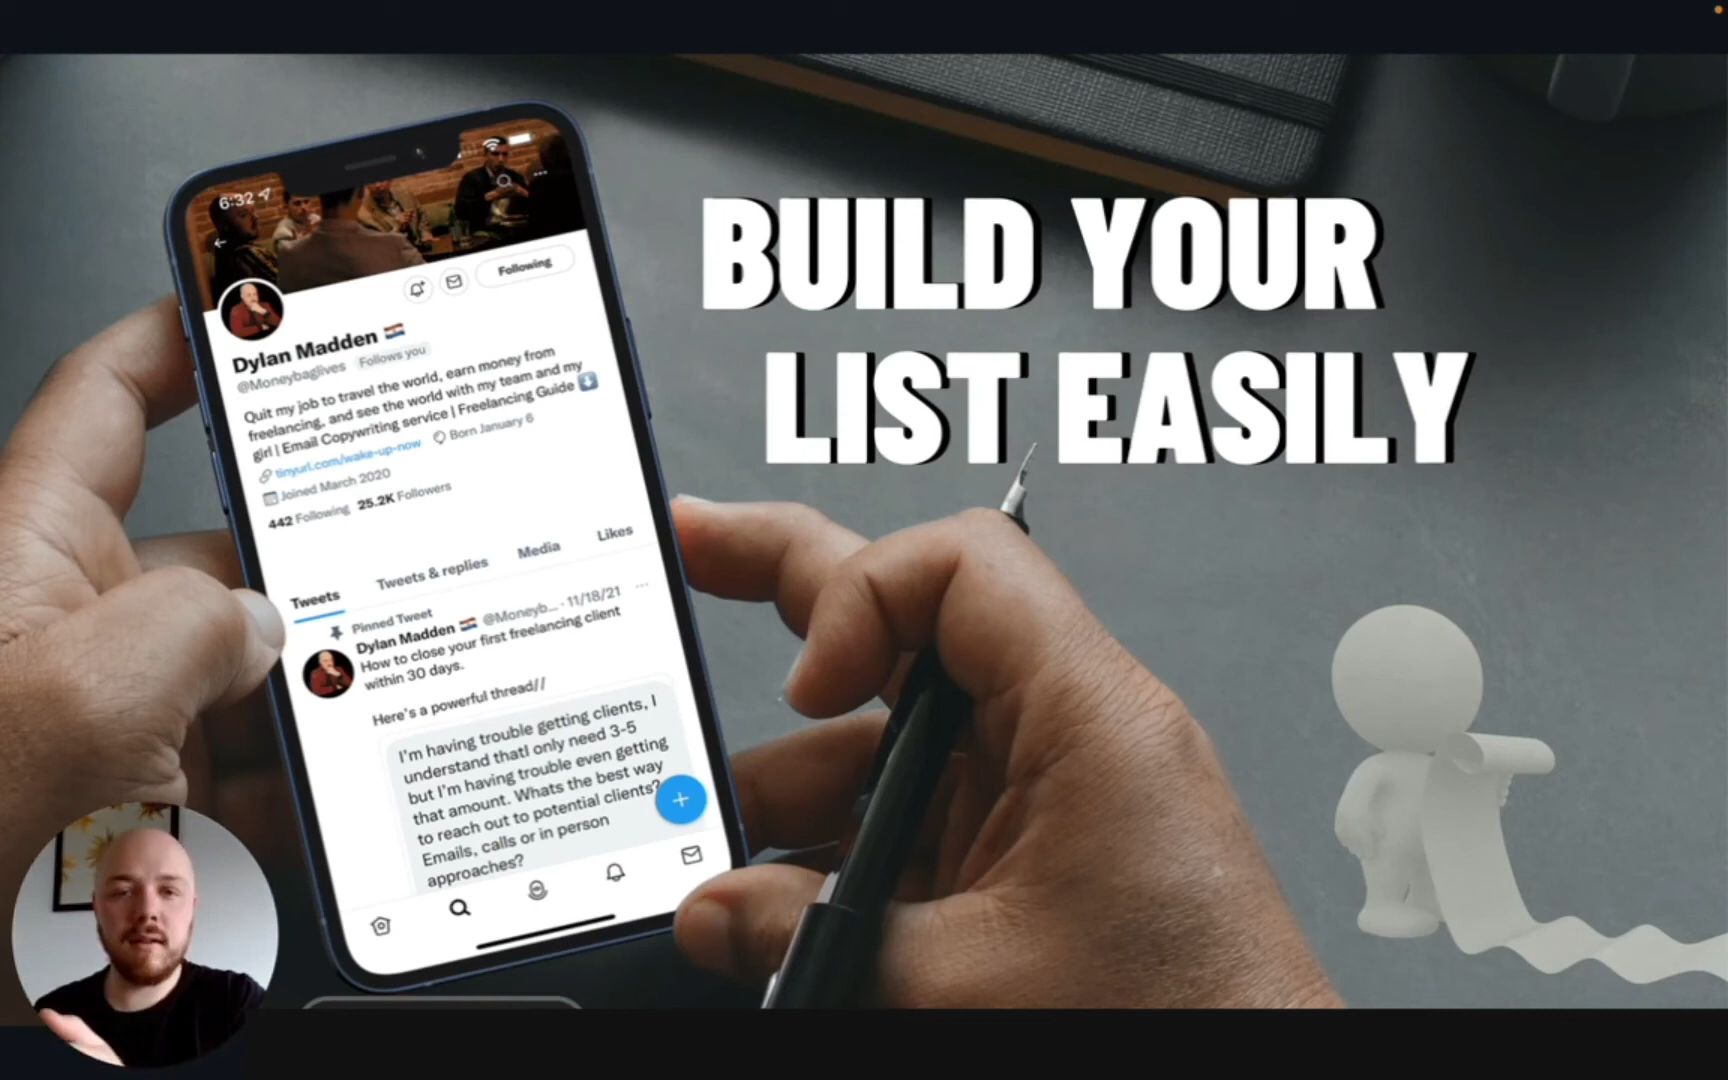 BUILD YOUR
LIST EASILY
6:32
Following
Dylan Madden
@Moneybaglives Follows you
Quit my job to travel the world, earn money from
freelancing, and see the world with my team and my
girl | Email Copywriting service | Freelancing Guide
tinyurl.com/wake-up-now Born January 6
Joined March 2020
442 Following 25.2K Followers
Tweets Tweets & replies Media Likes
Pinned Tweet
Dylan Madden @Moneyb... · 11/18/21
How to close your first freelancing client
within 30 days.
Here's a powerful thread//
I'm having trouble getting clients, I
understand thatI only need 3-5
but I'm having trouble even getting
that amount. Whats the best way
to reach out to potential clients?
Emails, calls or in person
approaches?